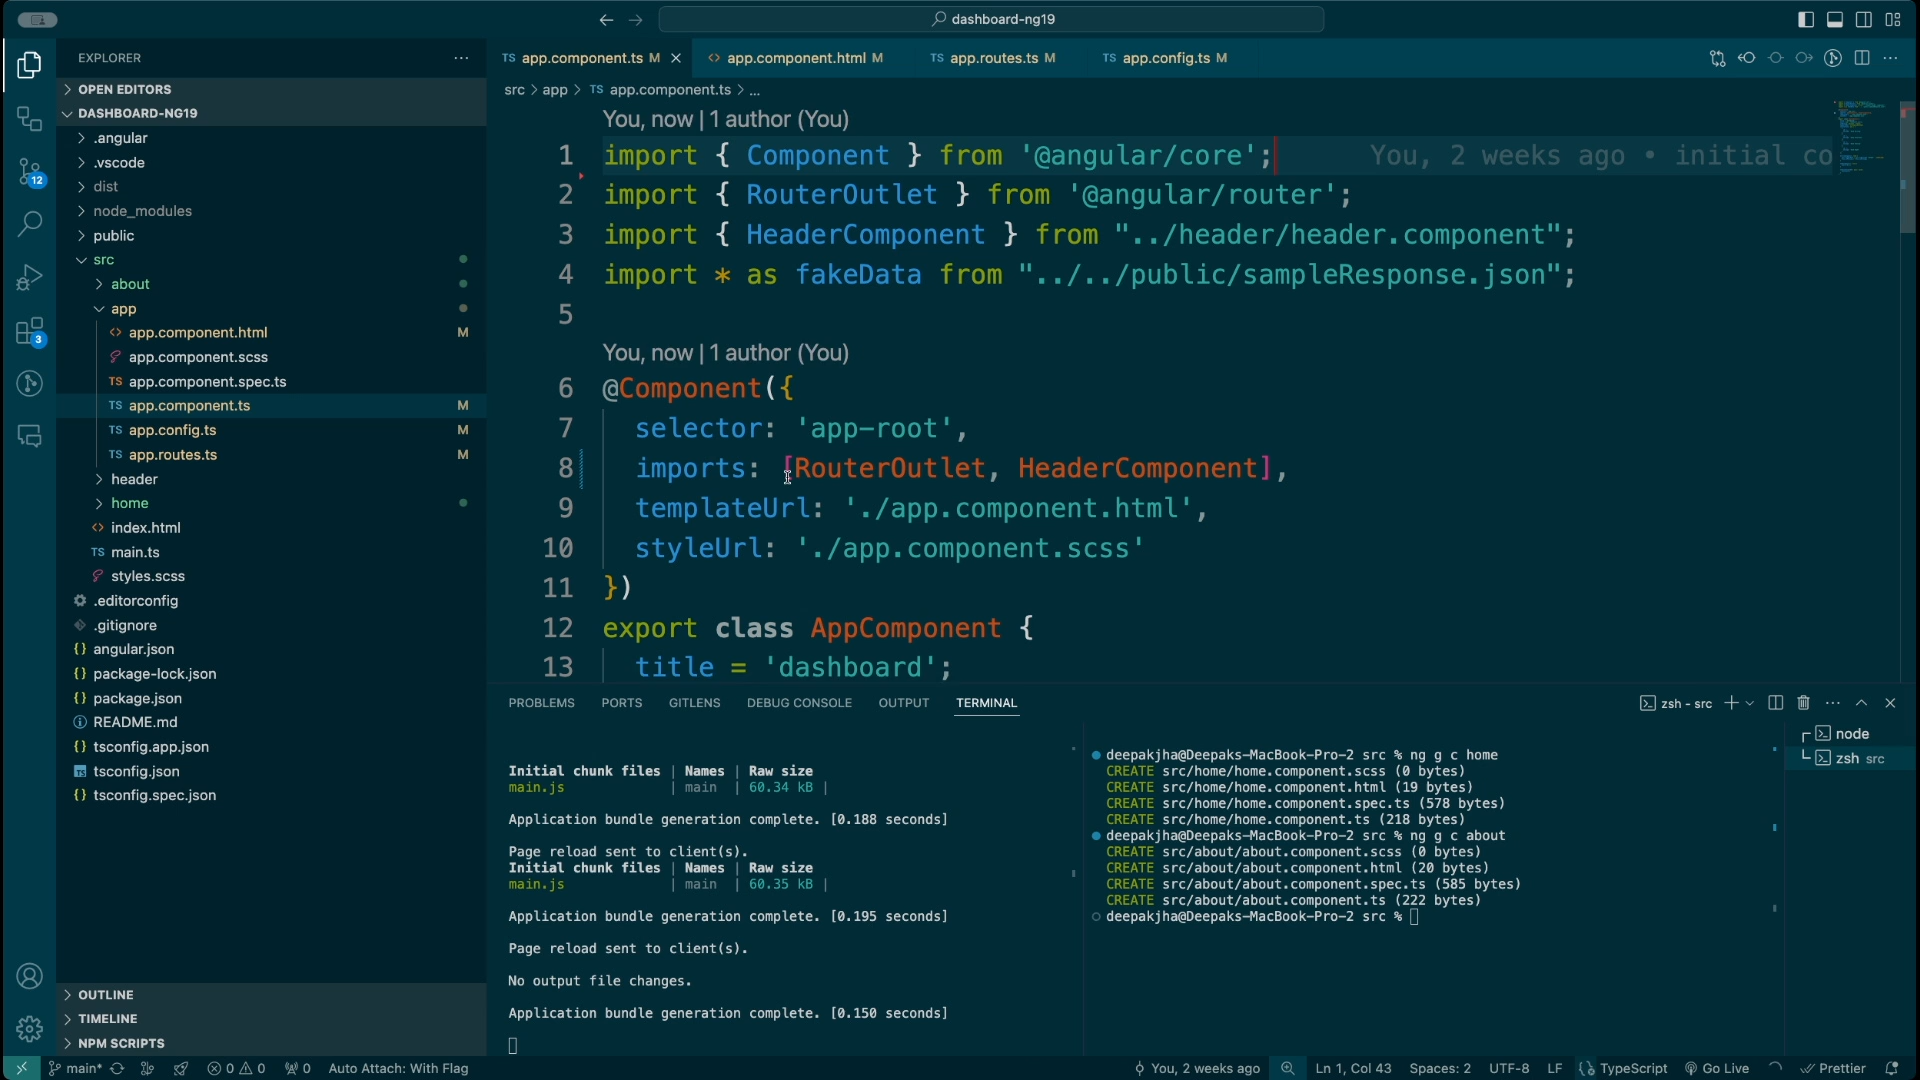 dashboard-ng19
EXPLORER
OPEN EDITORS
DASHBOARD-NG19
.angular
.vscode
dist
node_modules
public
src
about
app
app.component.html M
app.component.scss
TS app.component.spec.ts
TS app.component.ts M
TS app.config.ts M
TS app.routes.ts M
header
home
index.html
TS main.ts
styles.scss
.editorconfig
.gitignore
{} angular.json
{} package-lock.json
{} package.json
README.md
{} tsconfig.app.json
TS tsconfig.json
{} tsconfig.spec.json
OUTLINE
TIMELINE
NPM SCRIPTS
12
3
TS app.component.ts M
<> app.component.html M
TS app.routes.ts M
TS app.config.ts M
src > app > TS app.component.ts > ...
You, now | 1 author (You)
1 import { Component } from '@angular/core'; You, 2 weeks ago • initial co
2 import { RouterOutlet } from '@angular/router';
3 import { HeaderComponent } from "../header/header.component";
4 import * as fakeData from "../../public/sampleResponse.json";
5
You, now | 1 author (You)
6 @Component({
7 selector: 'app-root',
8 imports: [RouterOutlet, HeaderComponent],
9 templateUrl: './app.component.html',
10 styleUrl: './app.component.scss'
11 })
12 export class AppComponent {
13 title = 'dashboard';
PROBLEMS PORTS GITLENS DEBUG CONSOLE OUTPUT TERMINAL
zsh - src
Initial chunk files | Names | Raw size
main.js | main | 60.34 kB |
Application bundle generation complete. [0.188 seconds]
Page reload sent to client(s).
Initial chunk files | Names | Raw size
main.js | main | 60.35 kB |
Application bundle generation complete. [0.195 seconds]
Page reload sent to client(s).
No output file changes.
Application bundle generation complete. [0.150 seconds]
deepakjha@Deepaks-MacBook-Pro-2 src % ng g c home
CREATE src/home/home.component.scss (0 bytes)
CREATE src/home/home.component.html (19 bytes)
CREATE src/home/home.component.spec.ts (578 bytes)
CREATE src/home/home.component.ts (218 bytes)
deepakjha@Deepaks-MacBook-Pro-2 src % ng g c about
CREATE src/about/about.component.scss (0 bytes)
CREATE src/about/about.component.html (20 bytes)
CREATE src/about/about.component.spec.ts (585 bytes)
CREATE src/about/about.component.ts (222 bytes)
deepakjha@Deepaks-MacBook-Pro-2 src %
node
zsh src
main* 0 0 0 Auto Attach: With Flag
You, 2 weeks ago Ln 1, Col 43 Spaces: 2 UTF-8 LF TypeScript Go Live Prettier